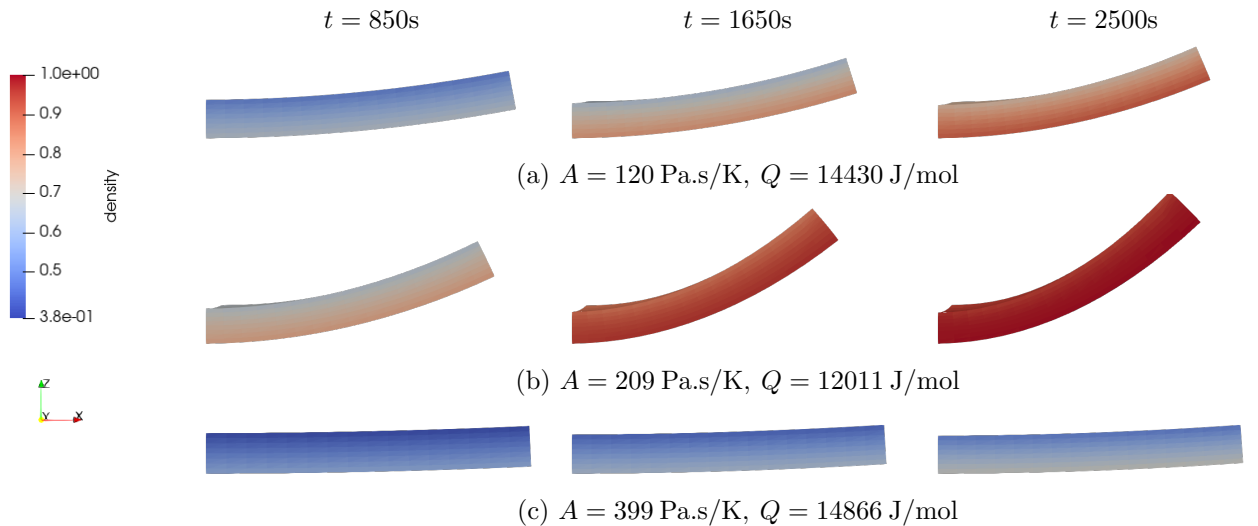 t = 850s
t = 1650s
t = 2500s
1.0e+00
0.9
0.8
0.7
0.6
0.5
3.8e-01
density
(a) A = 120 Pa.s/K, Q = 14430 J/mol
(b) A = 209 Pa.s/K, Q = 12011 J/mol
Z
Y
X
(c) A = 399 Pa.s/K, Q = 14866 J/mol